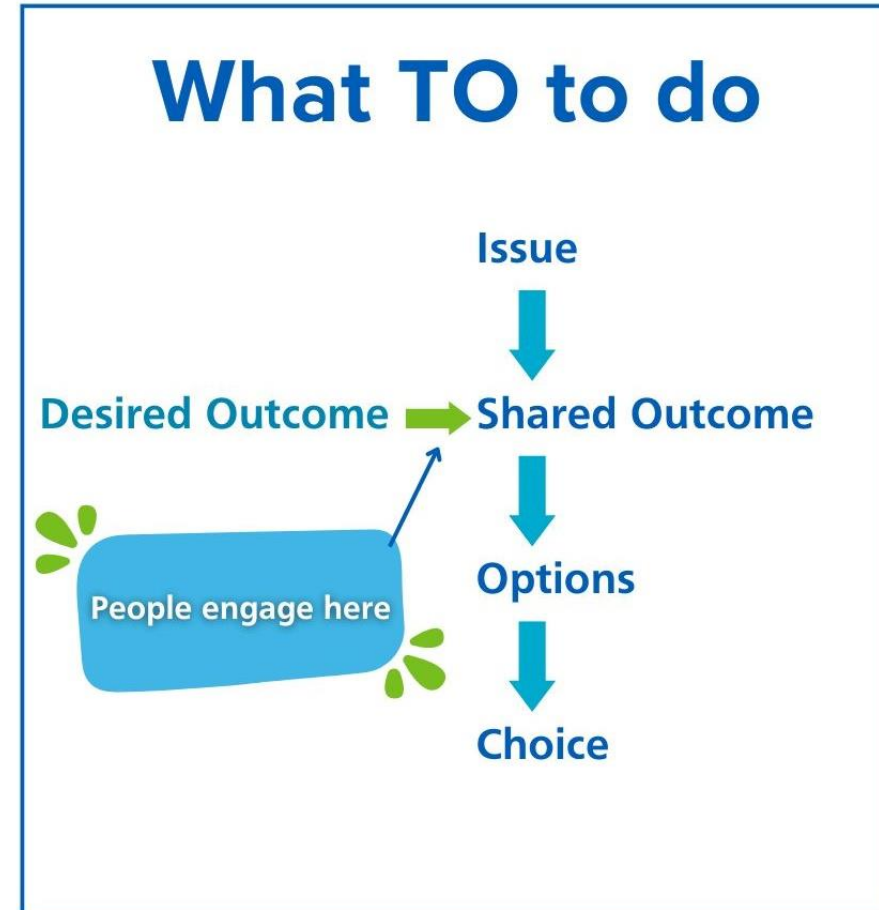 What TO to do
Issue
Desired Outcome
Shared Outcome
People engage here
Options
Choice